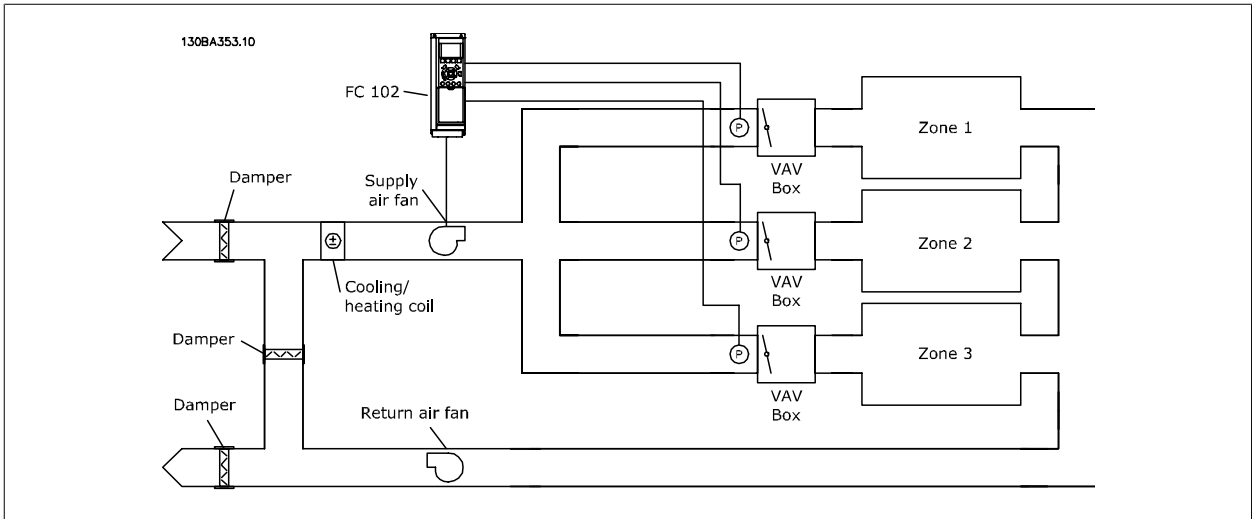 130BA353.10
FC 102
Damper
Supply
air fan
Cooling/
heating coil
Damper
Damper
Return air fan
P
VAV
Box
Zone 1
P
VAV
Box
Zone 2
P
VAV
Box
Zone 3